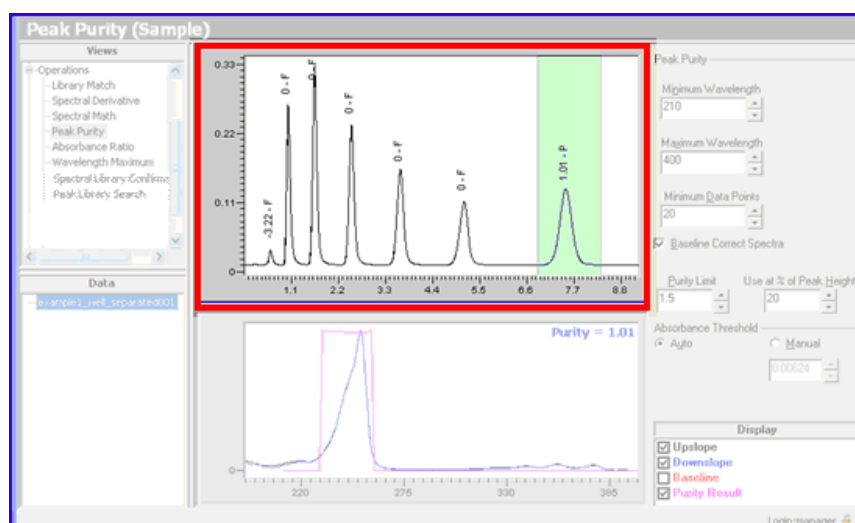 Peak Purity (Sample)
Views
Operations
Library Match
Spectral Derivative
Spectral Math
Peak Purity
Absorbance Ratio
Wavelength Maximum
Spectral Library Confirma
Peak Library Search
Data
example1_well_separated001
0.33
0.22
0.11
0
-3.22 - F
0 - F
0 - F
0 - F
0 - F
0 - F
1.01 - P
1.1 2.2 3.3 4.4 5.5 6.6 7.7 8.8
Purity = 1.01
0
220 275 330 385
Peak Purity
Minimum Wavelength
210
Maximum Wavelength
400
Minimum Data Points
20
Baseline Correct Spectra
Purity Limit Use at % of Peak Height
1.5 20
Absorbance Threshold
Auto Manual
0.00624
Display
Upslope
Downslope
Baseline
Purity Result
Login:manager